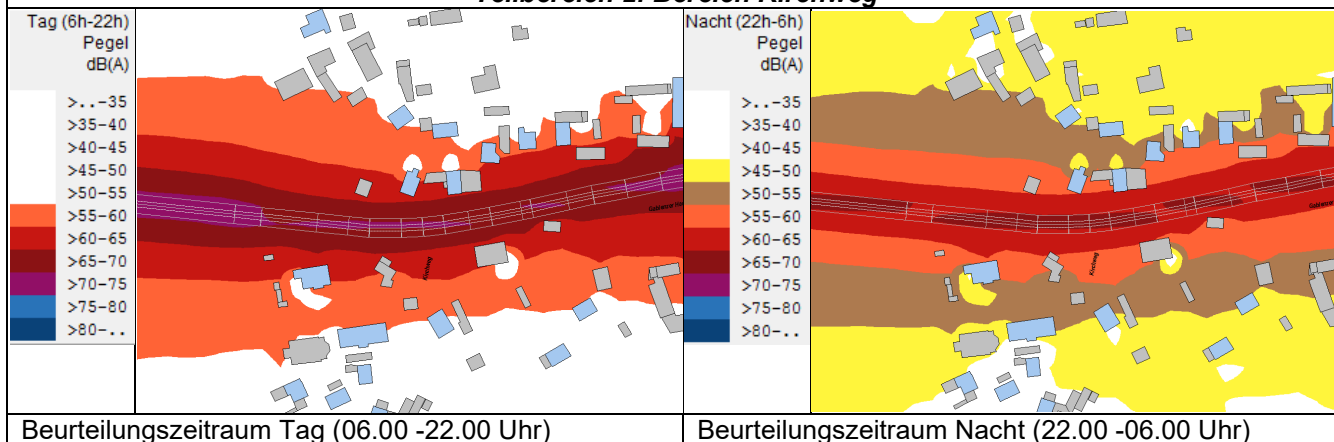 Tag (6h-22h)
Pegel
dB(A)
>..-35
>35-40
>40-45
>45-50
>50-55
>55-60
>60-65
>65-70
>70-75
>75-80
>80-..
Kirchweg
Nacht (22h-6h)
Pegel
dB(A)
>..-35
>35-40
>40-45
>45-50
>50-55
>55-60
>60-65
>65-70
>70-75
>75-80
>80-..
Kirchweg
Beurteilungszeitraum Tag (06.00 -22.00 Uhr)
Beurteilungszeitraum Nacht (22.00 -06.00 Uhr)